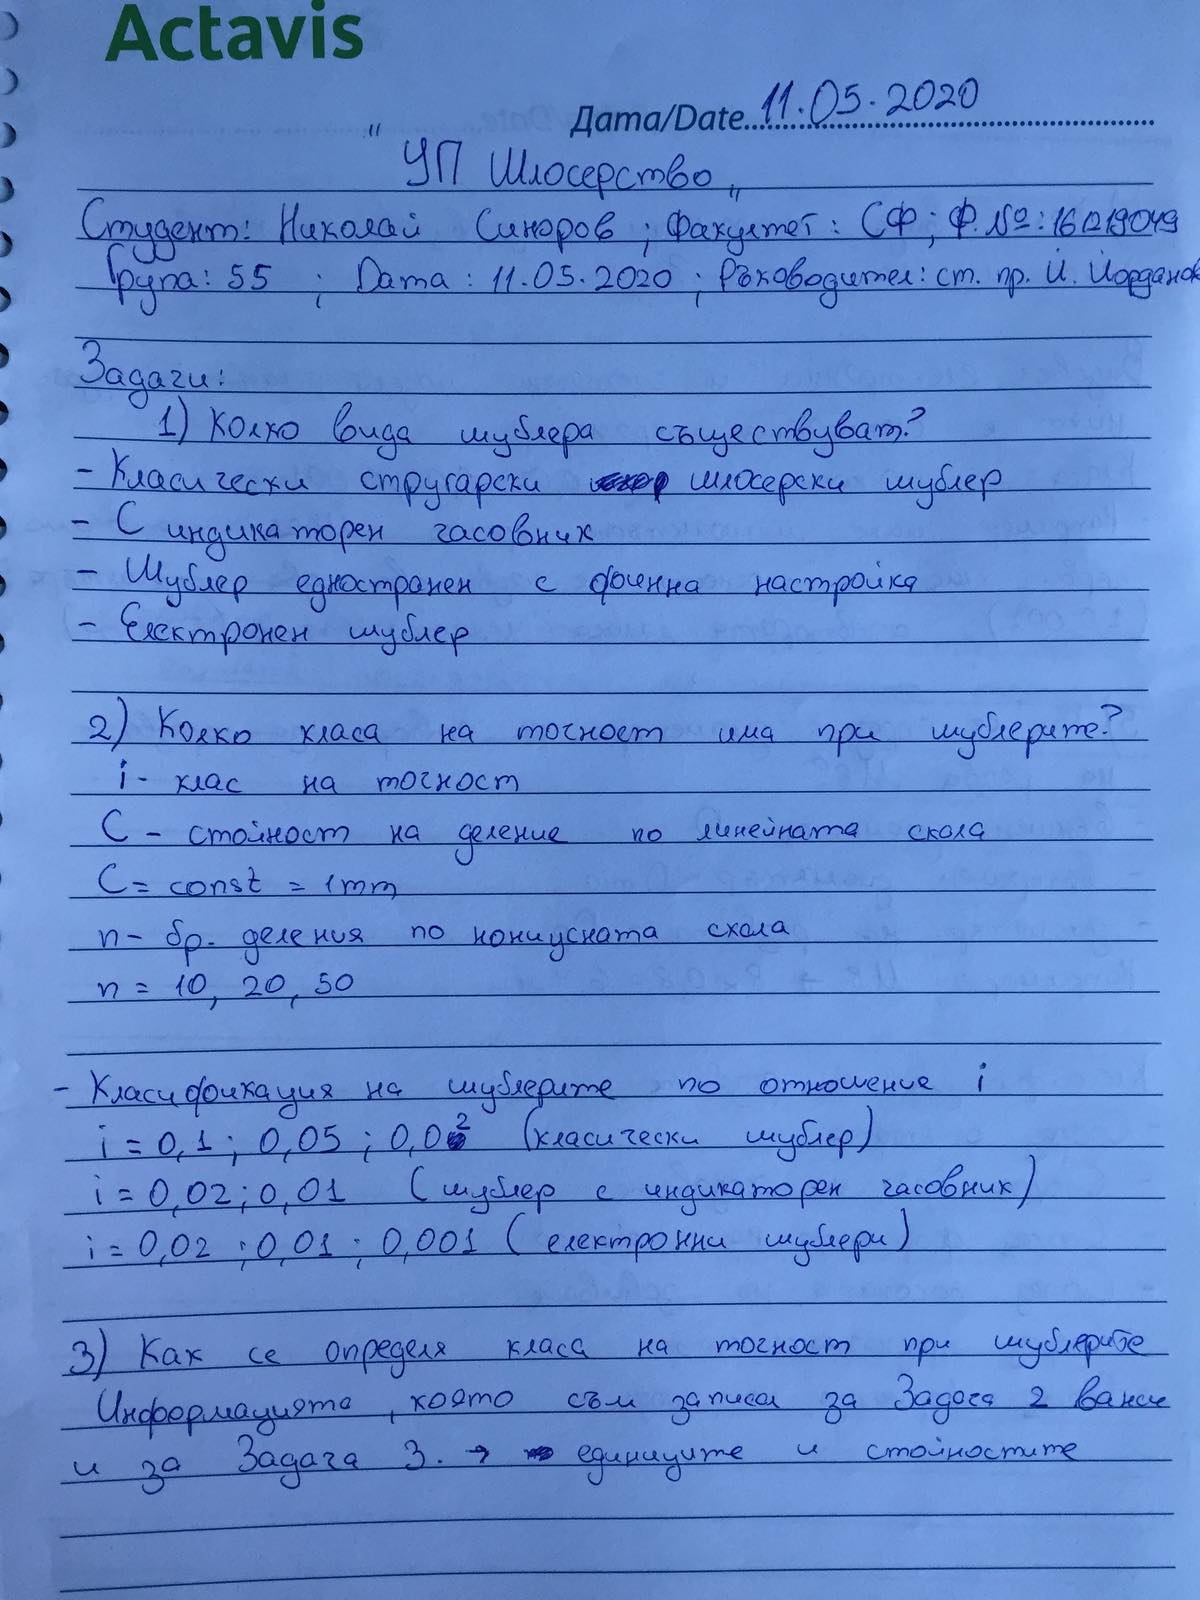 Actavis
Дата/Date 11.05.2020
"УП Шлосерство"
Студент: Николай Синоров; Факултет: СФ; Ф. №: 161219049
Група: 55 ; Дата: 11.05.2020 ; Ръководител: ст. пр. Й. Йорданов
Задачи:
1) Колко вида шублера съществуват?
- Класически стругарски шлосерски шублер
- С индикаторен часовник
- Шублер едностранен с финна настройка
- Електронен шублер
2) Колко класа на точност има при шублерите?
i - клас на точност
C - стойност на деление по линейната скала
C = const = 1mm
n - бр. деления по нониусната скала
n = 10, 20, 50
- Класификация на шублерите по отношение i
i = 0,1 ; 0,05 ; 0,02 (класически шублер)
i = 0,02 ; 0,01 (шублер с индикаторен часовник)
i = 0,02 ; 0,01 ; 0,001 (електронни шублери)
3) Как се определя класа на точност при шублерите
Информацията, която съм записал за Задача 2 важи
и за Задача 3. → единиците и стойностите